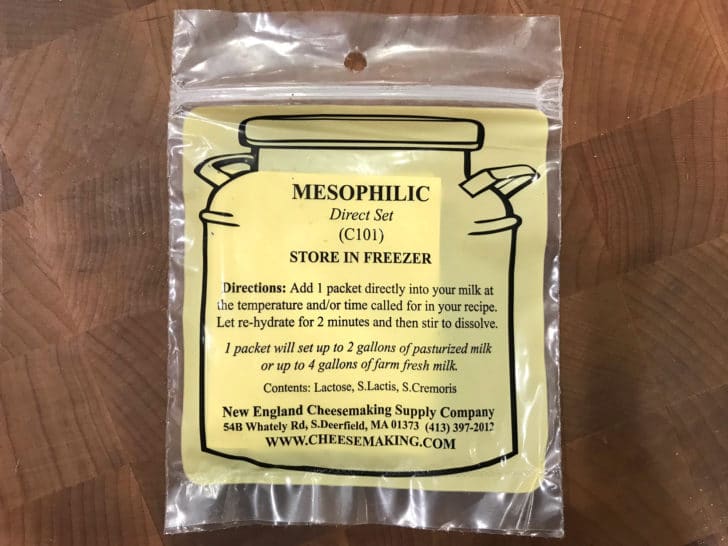 MESOPHILIC
Direct Set
(C101)
STORE IN FREEZER
Directions: Add 1 packet directly into your milk at
the temperature and/or time called for in your recipe.
Let re-hydrate for 2 minutes and then stir to dissolve.
1 packet will set up to 2 gallons of pasturized milk
or up to 4 gallons of farm fresh milk.
Contents: Lactose, S.Lactis, S.Cremoris
New England Cheesemaking Supply Company
54B Whately Rd, S.Deerfield, MA 01373 (413) 397-2012
WWW.CHEESEMAKING.COM